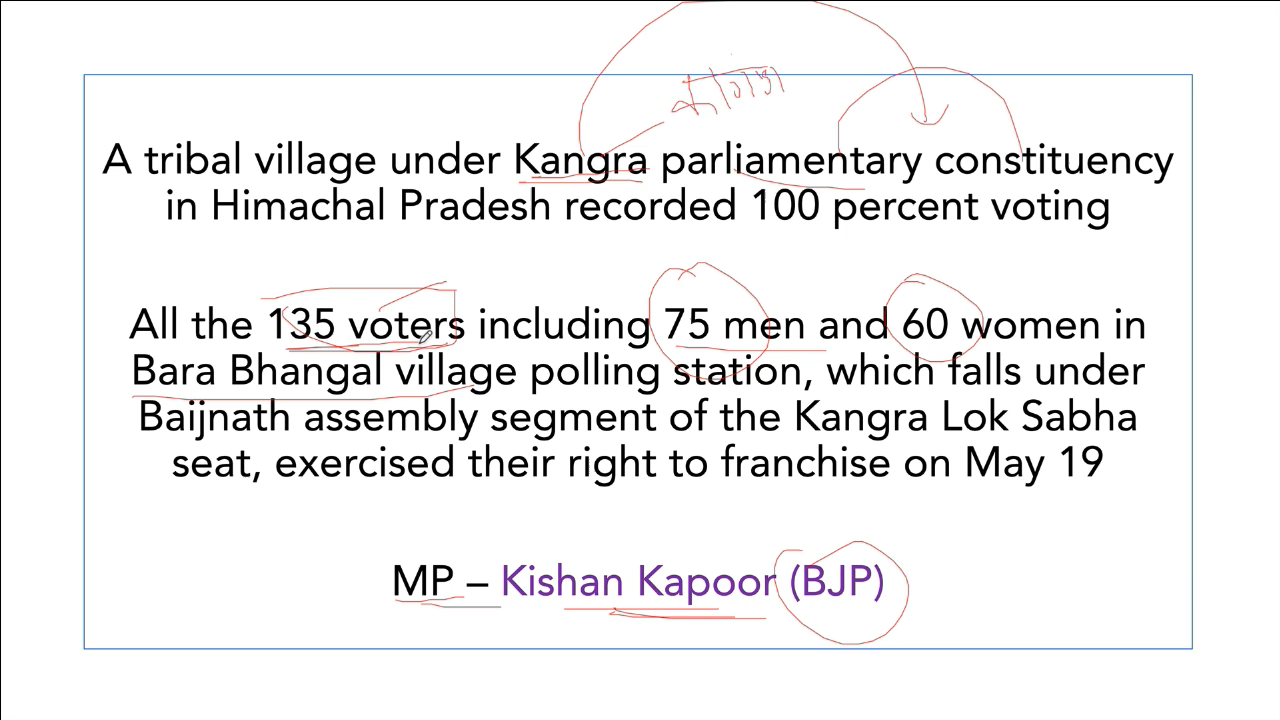 A tribal village under Kangra parliamentary constituency
in Himachal Pradesh recorded 100 percent voting
All the 135 voters including 75 men and 60 women in
Bara Bhangal village polling station, which falls under
Baijnath assembly segment of the Kangra Lok Sabha
seat, exercised their right to franchise on May 19
MP – Kishan Kapoor (BJP)